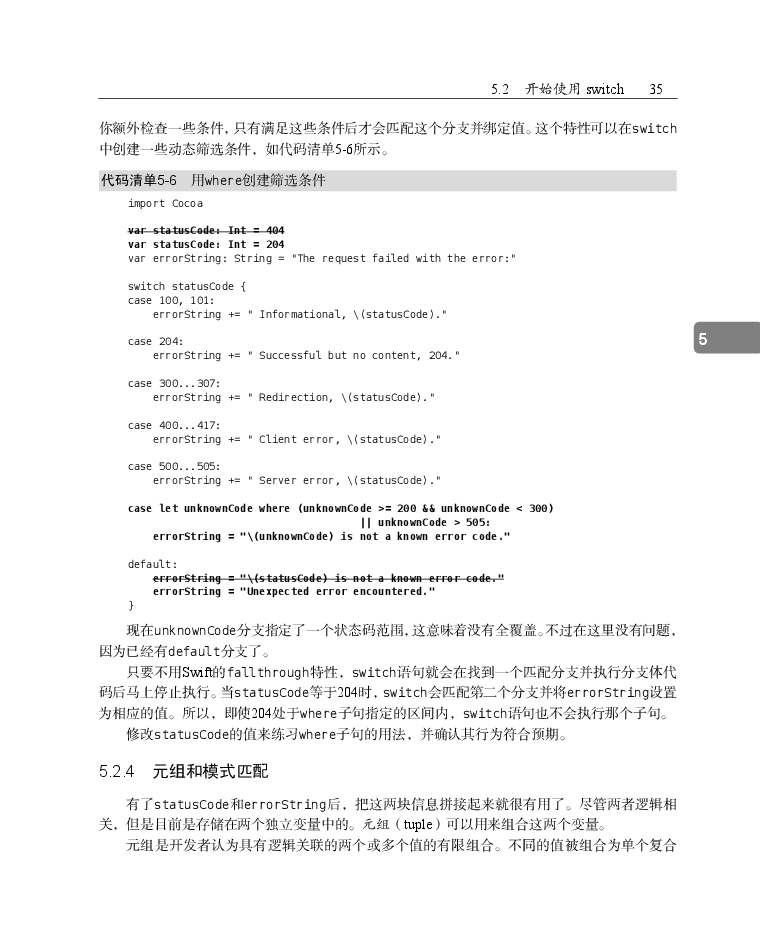 5.2 开始使用 switch 35
你额外检查一些条件，只有满足这些条件后才会匹配这个分支并绑定值。这个特性可以在switch
中创建一些动态筛选条件，如代码清单5-6所示。
代码清单5-6 用where创建筛选条件
import Cocoa
var statusCode: Int = 404
var statusCode: Int = 204
var errorString: String = "The request failed with the error:"
switch statusCode {
case 100, 101:
errorString += " Informational, \(statusCode)."
5
case 204:
errorString += " Successful but no content, 204."
case 300...307:
errorString += " Redirection, \(statusCode)."
case 400...417:
errorString += " Client error, \(statusCode)."
case 500...505:
errorString += " Server error, \(statusCode)."
case let unknownCode where (unknownCode >= 200 && unknownCode < 300)
|| unknownCode > 505:
errorString = "\(unknownCode) is not a known error code."
default:
errorString = "\(statusCode) is not a known error code."
errorString = "Unexpected error encountered."
}
现在unknownCode分支指定了一个状态码范围，这意味着没有全覆盖。不过在这里没有问题，
因为已经有default分支了。
只要不用Swift的fallthrough特性，switch语句就会在找到一个匹配分支并执行分支体代
码后马上停止执行。当statusCode等于204时，switch会匹配第二个分支并将errorString设置
为相应的值。所以，即使204处于where子句指定的区间内，switch语句也不会执行那个子句。
修改statusCode的值来练习where子句的用法，并确认其行为符合预期。
5.2.4 元组和模式匹配
有了statusCode和errorString后，把这两块信息拼接起来就很有用了。尽管两者逻辑相
关，但是目前是存储在两个独立变量中的。元组（tuple）可以用来组合这两个变量。
元组是开发者认为具有逻辑关联的两个或多个值的有限组合。不同的值被组合为单个复合